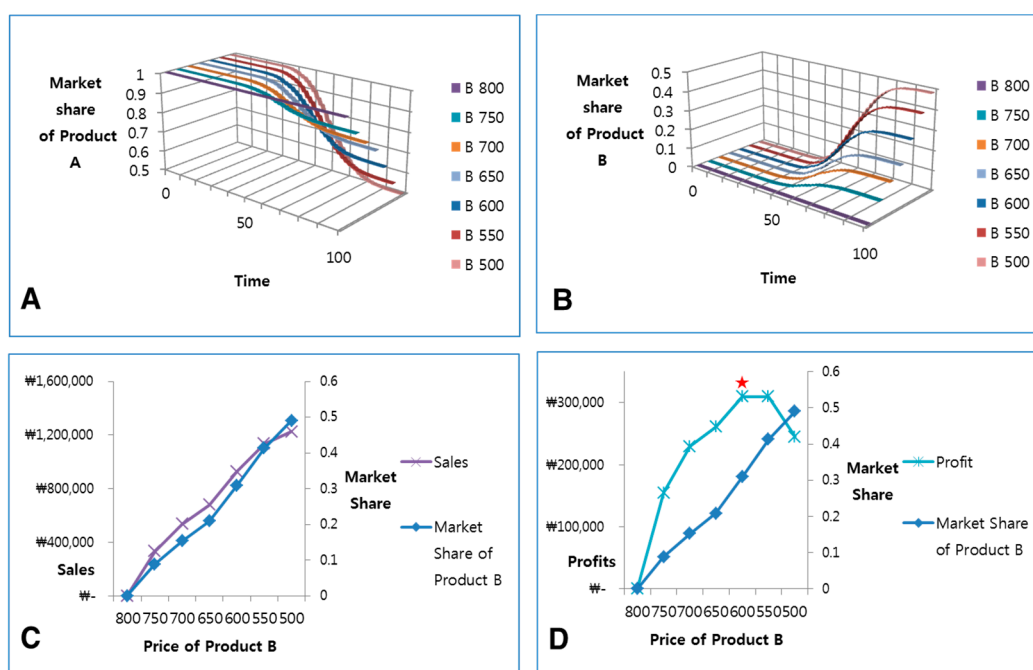 Market
share
of Product
A
1
0.9
0.8
0.7
0.6
0.5
0
50
100
Time
B 800
B 750
B 700
B 650
B 600
B 550
B 500
A
Market
share
of Product
B
0.5
0.4
0.3
0.2
0.1
0
0
50
100
Time
B 800
B 750
B 700
B 650
B 600
B 550
B 500
B
₩1,600,000
₩1,200,000
₩800,000
₩400,000
₩-
Sales
0.6
0.5
0.4
0.3
0.2
0.1
0
Market
Share
800 750 700 650 600 550 500
Price of Product B
Sales
Market
Share of
Product B
C
₩300,000
₩200,000
₩100,000
₩-
Profits
0.6
0.5
0.4
0.3
0.2
0.1
0
Market
Share
800 750 700 650 600 550 500
Price of Product B
Profit
Market Share
of Product B
D